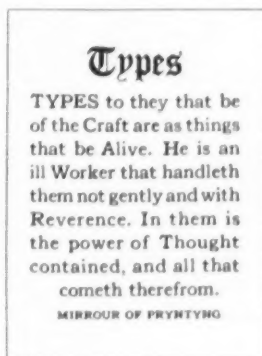 Types
TYPES to they that be
of the Craft are as things
that be Alive. He is an
ill Worker that handleth
them not gently and with
Reverence. In them is
the power of Thought
contained, and all that
cometh therefrom.
MIRROUR OF PRYNTYNG